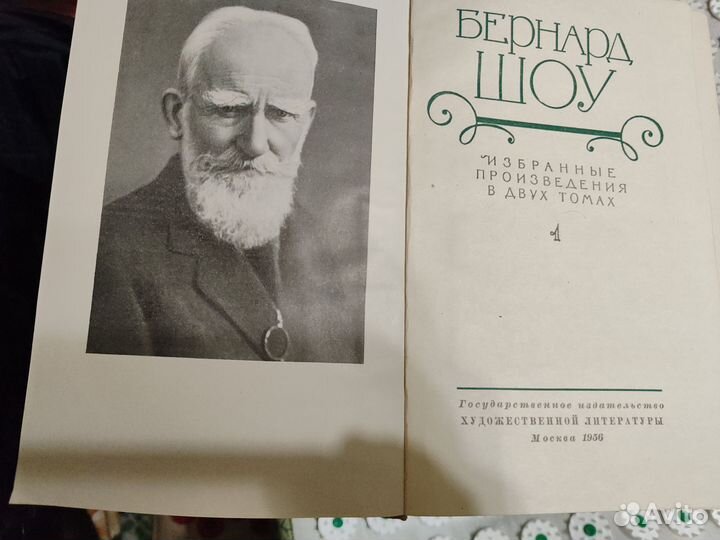 БЕРНАРД
ШОУ
ИЗБРАННЫЕ
ПРОИЗВЕДЕНИЯ
В ДВУХ ТОМАХ
1
Государственное издательство
ХУДОЖЕСТВЕННОЙ ЛИТЕРАТУРЫ
Москва 1956
Avito